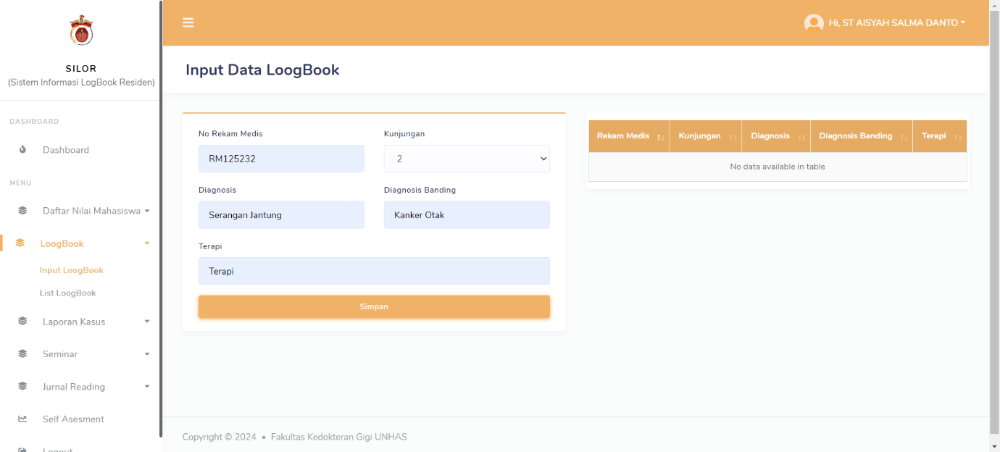 SILOR
(Sistem Informasi LogBook Residen)
DASHBOARD
Dashboard
MENU
Daftar Nilai Mahasiswa
LoogBook
Input LoogBook
List LoogBook
Laporan Kasus
Seminar
Jurnal Reading
Self Asesment
Logout
Hi, ST AISYAH SALMA DANTO
Input Data LoogBook
No Rekam Medis Kunjungan
RM125232 2
Diagnosis Diagnosis Banding
Serangan Jantung Kanker Otak
Terapi
Terapi
Simpan
Rekam Medis Kunjungan Diagnosis Diagnosis Banding Terapi
No data available in table
Copyright © 2024 • Fakultas Kedokteran Gigi UNHAS